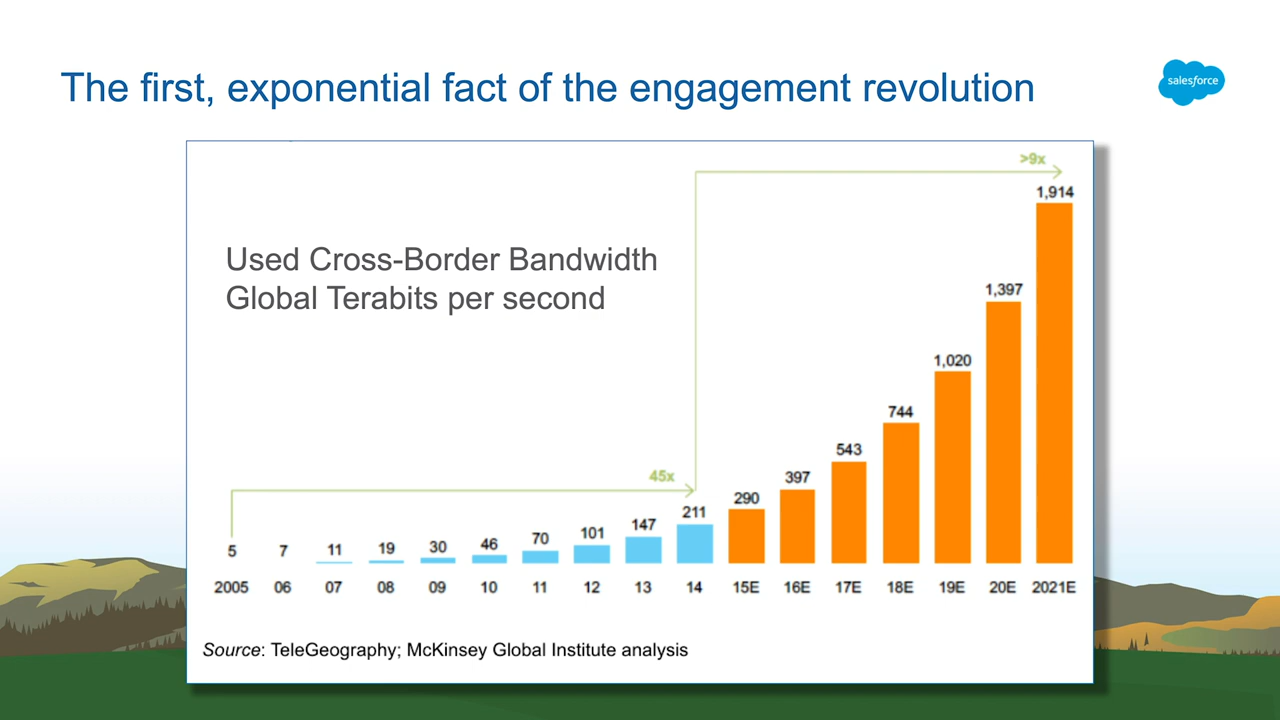 The first, exponential fact of the engagement revolution
salesforce
>9x
1,914
Used Cross-Border Bandwidth
Global Terabits per second
1,397
1,020
744
543
45x
397
290
211
147
101
70
46
30
19
11
7
5
2005 06 07 08 09 10 11 12 13 14 15E 16E 17E 18E 19E 20E 2021E
Source: TeleGeography; McKinsey Global Institute analysis